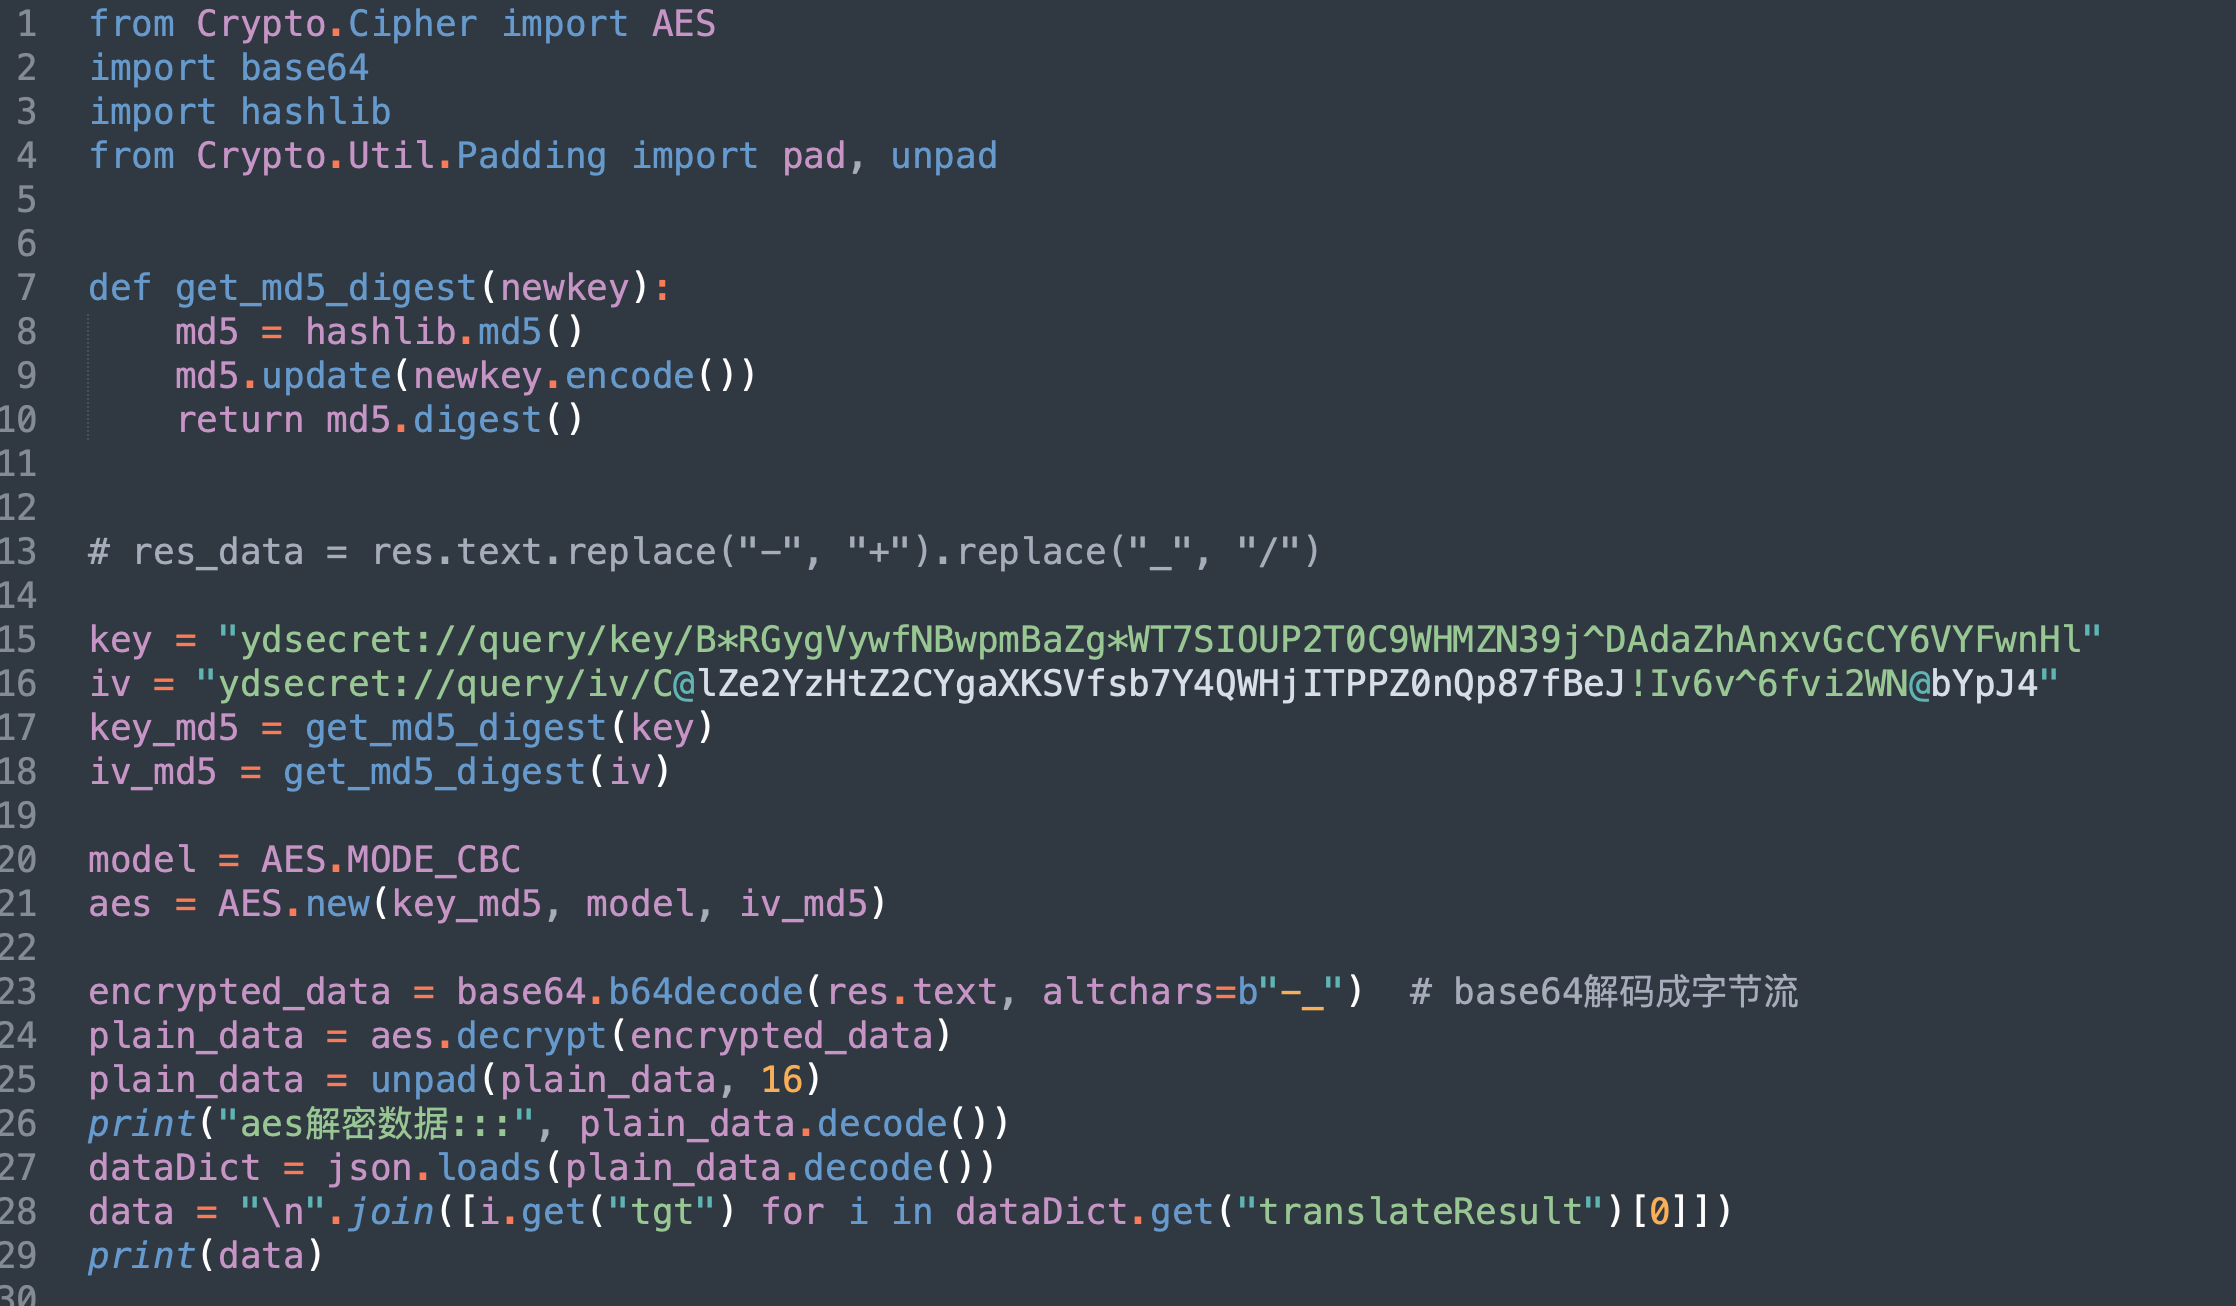 1 from Crypto.Cipher import AES
2 import base64
3 import hashlib
4 from Crypto.Util.Padding import pad, unpad
5
6
7 def get_md5_digest(newkey):
8     md5 = hashlib.md5()
9     md5.update(newkey.encode())
10     return md5.digest()
11
12
13 # res_data = res.text.replace("-", "+").replace("_", "/")
14
15 key = "ydsecret://query/key/B*RGygVywfNBwpmBaZg*WT7SIOUP2T0C9WHMZN39j^DAdaZhAnxvGcCY6VYFwnHl"
16 iv = "ydsecret://query/iv/C@lZe2YzHtZ2CYgaXKSVfsb7Y4QWHjITPPZ0nQp87fBeJ!Iv6v^6fvi2WN@bYpJ4"
17 key_md5 = get_md5_digest(key)
18 iv_md5 = get_md5_digest(iv)
19
20 model = AES.MODE_CBC
21 aes = AES.new(key_md5, model, iv_md5)
22
23 encrypted_data = base64.b64decode(res.text, altchars=b"-_")  # base64解码成字节流
24 plain_data = aes.decrypt(encrypted_data)
25 plain_data = unpad(plain_data, 16)
26 print("aes解密数据:::", plain_data.decode())
27 dataDict = json.loads(plain_data.decode())
28 data = "\n".join([i.get("tgt") for i in dataDict.get("translateResult")[0]])
29 print(data)
30